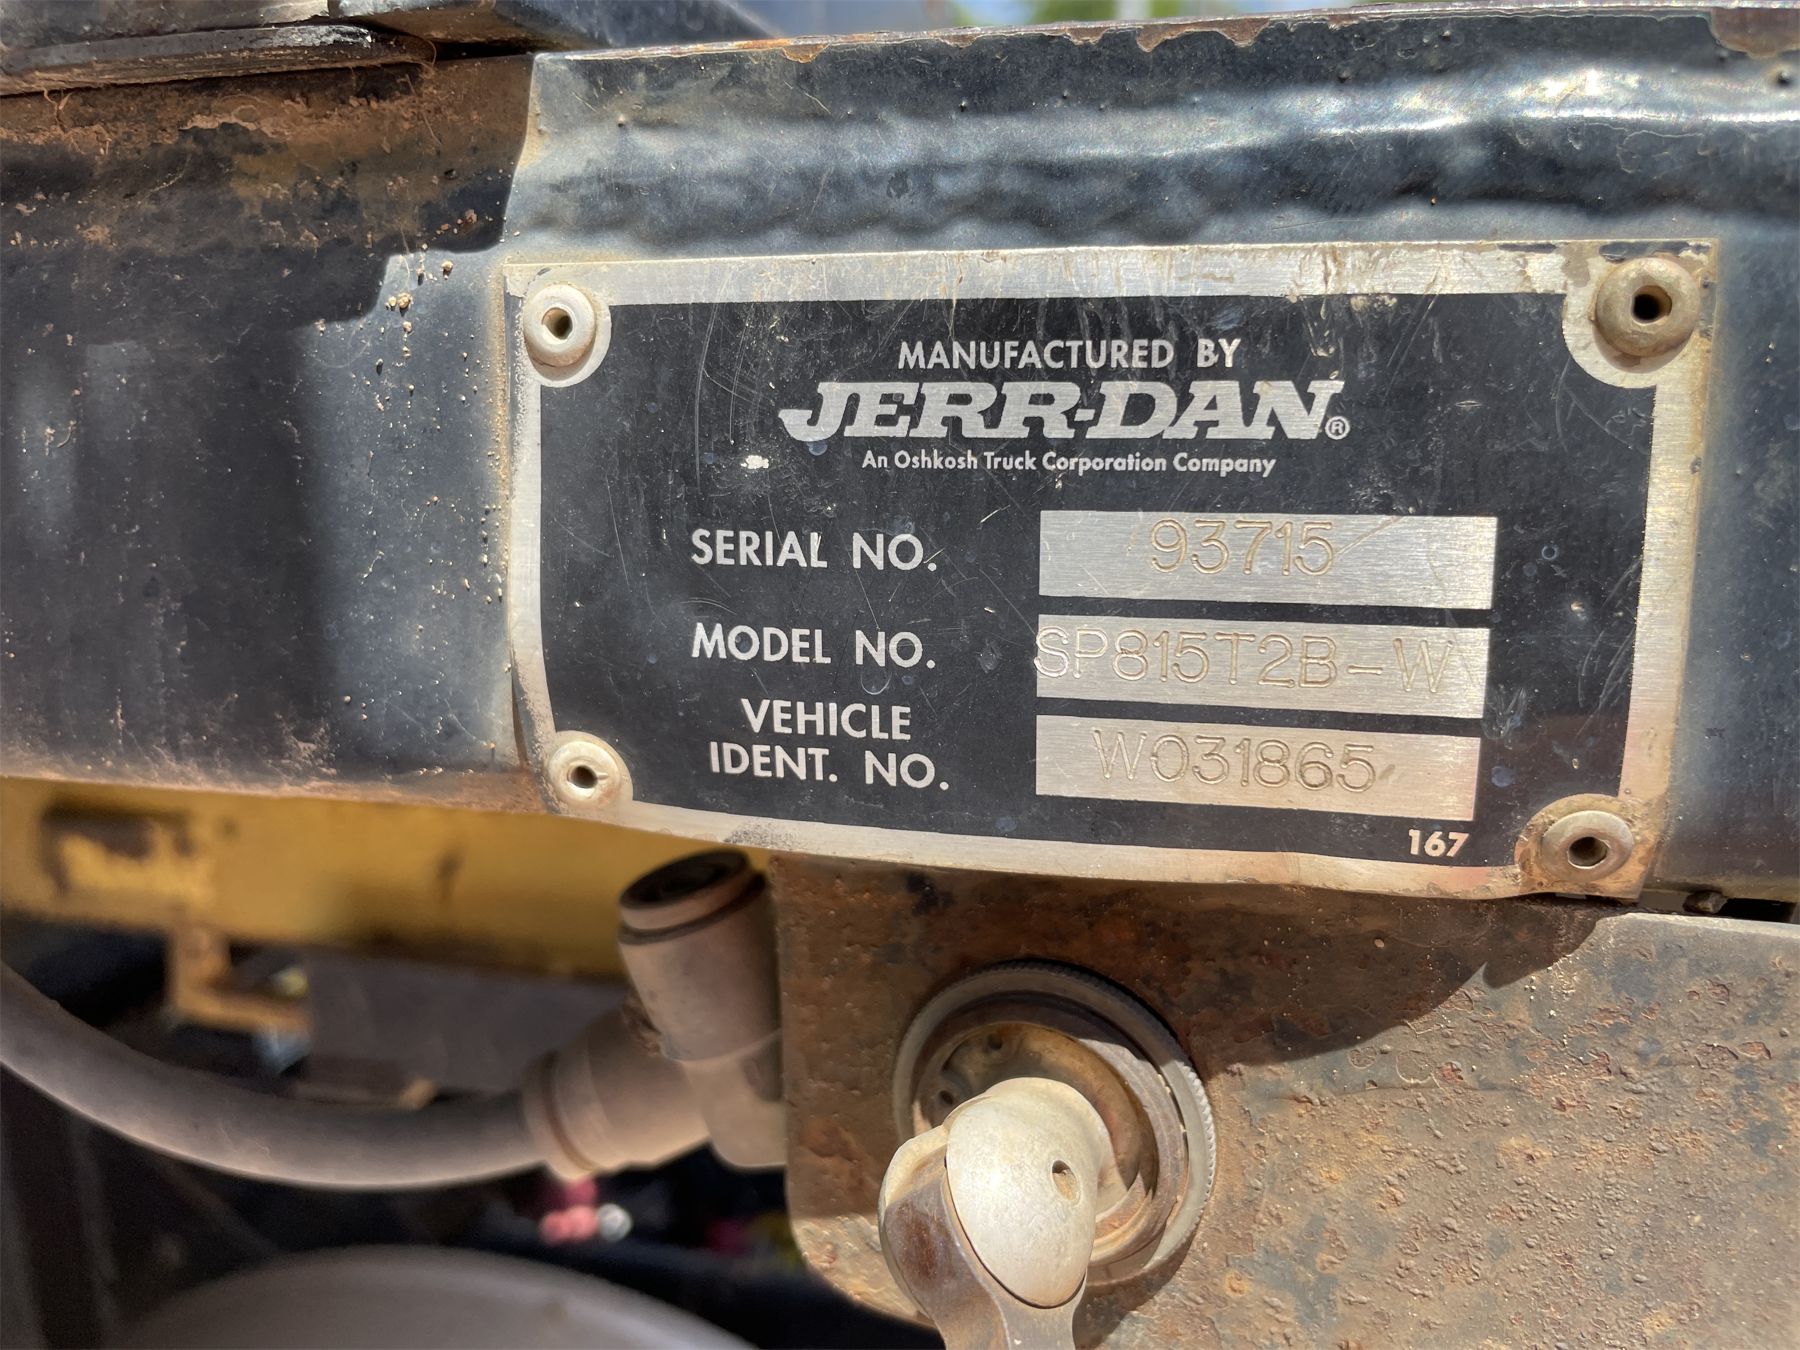 MANUFACTURED BY
JERR-DAN®
An Oshkosh Truck Corporation Company
SERIAL NO. 93715
MODEL NO. SP815T2B-W
VEHICLE
IDENT. NO. W031865
167